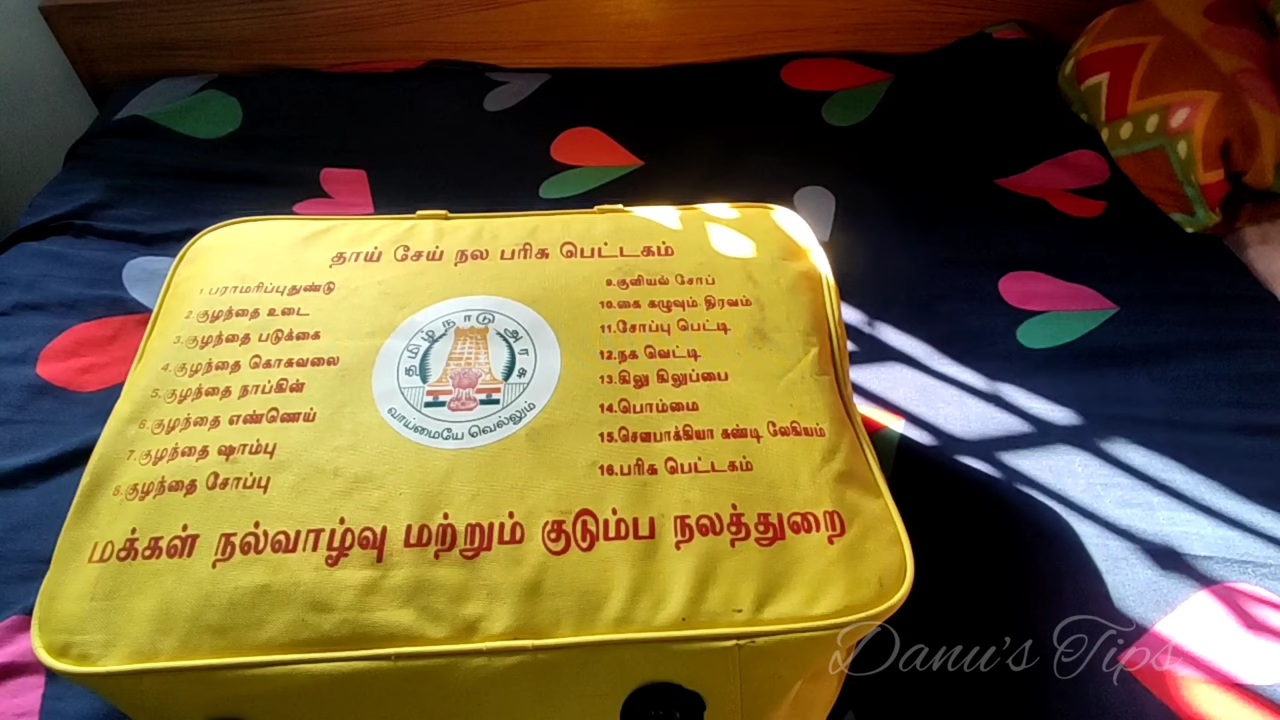 தாய் சேய் நல பரிசு பெட்டகம்
1.பராமரிப்புதுண்டு
2.குழந்தை உடை
3.குழந்தை படுக்கை
4.குழந்தை கொசுவலை
5.குழந்தை நாப்கின்
6.குழந்தை எண்ணெய்
7.குழந்தை ஷாம்பு
8.குழந்தை சோப்பு
தமிழ்நாடு அரசு
வாய்மையே வெல்லும்
9.குளியல் சோப்
10.கை கழுவும் திரவம்
11.சோப்பு பெட்டி
12.நக வெட்டி
13.கிலு கிலுப்பை
14.பொம்மை
15.சௌபாக்கியா சுண்டி லேகியம்
16.பரிசு பெட்டகம்
மக்கள் நல்வாழ்வு மற்றும் குடும்ப நலத்துறை
Danu's Tips